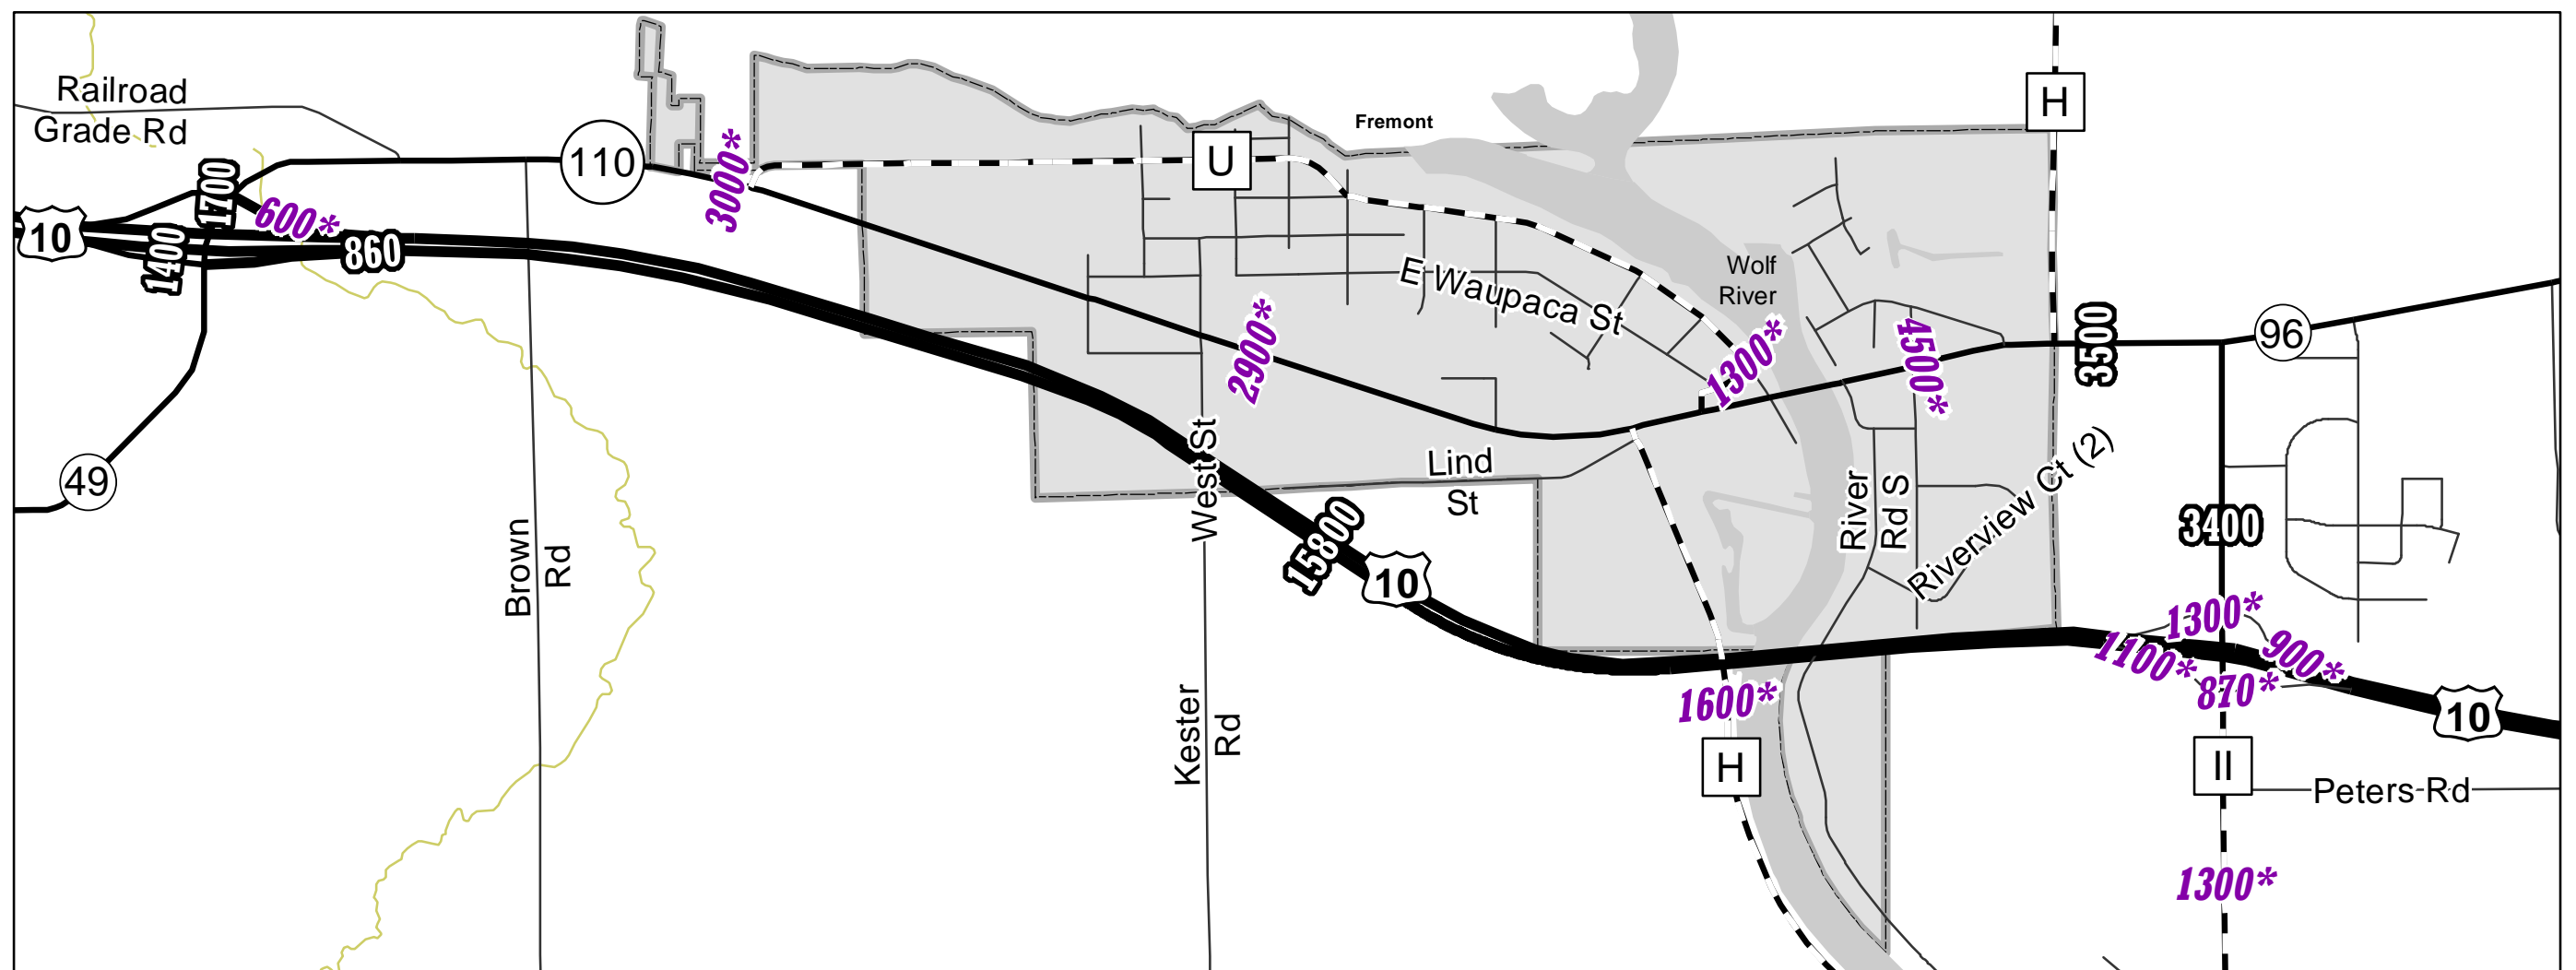 Railroad
Grade Rd
110
U
Fremont
H
3000*
1700
600*
10
1400
860
E Waupaca St
Wolf
River
2900*
1300*
4500*
3500
96
49
Brown
Rd
West St
Lind
St
15800
10
River
Rd S
Riverview Ct (2)
3400
1300*
1100*
900*
870*
1600*
Kester
Rd
H
10
II
Peters Rd
1300*